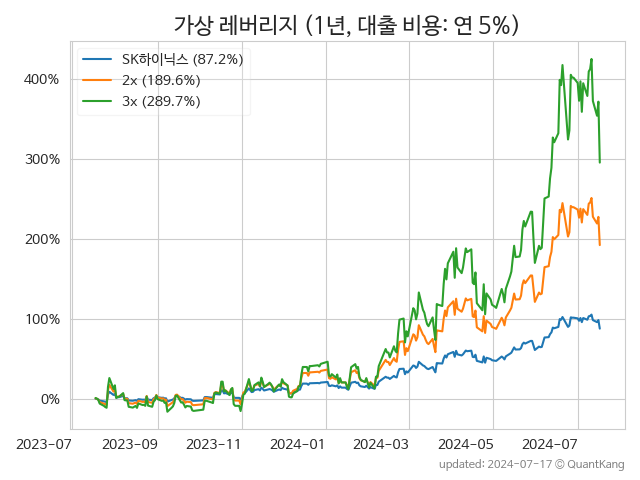 가상 레버리지 (1년, 대출 비용: 연 5%)
SK하이닉스 (87.2%)
2x (189.6%)
3x (289.7%)
400%
300%
200%
100%
0%
2023-07 2023-09 2023-11 2024-01 2024-03 2024-05 2024-07
updated: 2024-07-17 © QuantKang